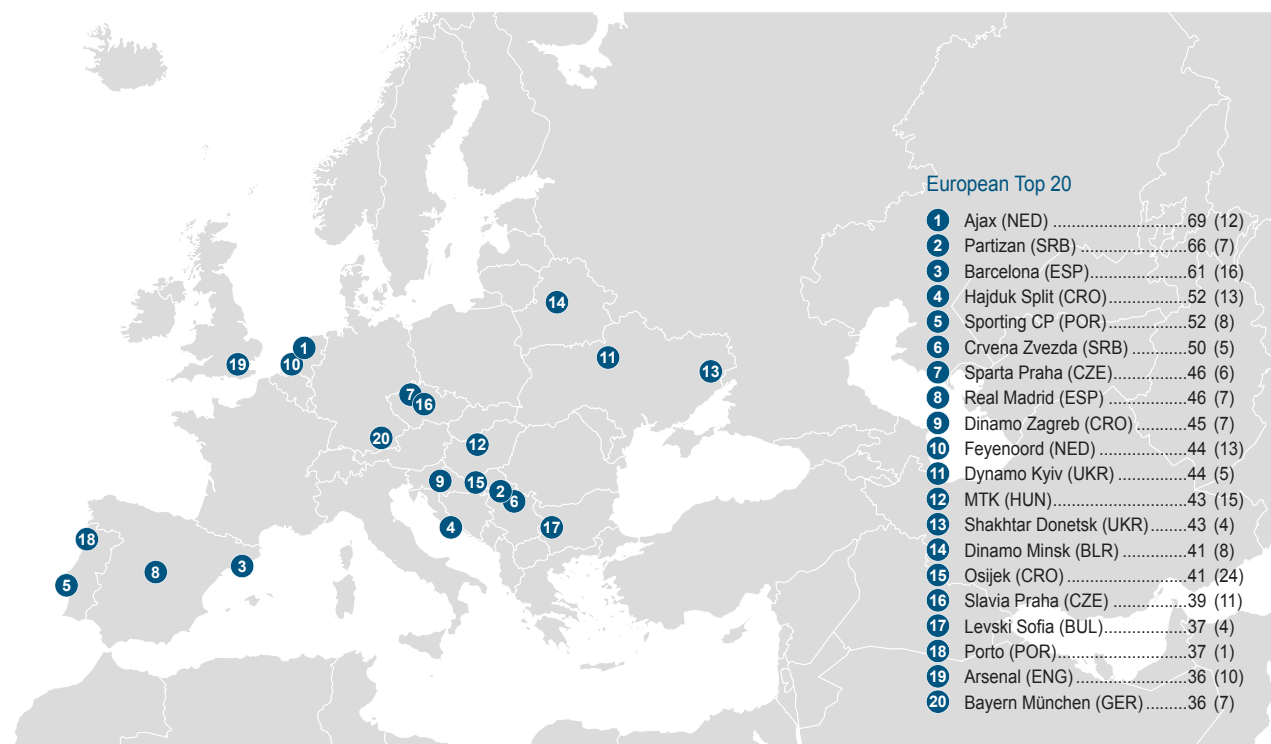 European Top 20
1 Ajax (NED) ............................69 (12)
2 Partizan (SRB) .......................66 (7)
3 Barcelona (ESP).....................61 (16)
4 Hajduk Split (CRO).................52 (13)
5 Sporting CP (POR).................52 (8)
6 Crvena Zvezda (SRB) ............50 (5)
7 Sparta Praha (CZE)................46 (6)
8 Real Madrid (ESP)..................46 (7)
9 Dinamo Zagreb (CRO) ...........45 (7)
10 Feyenoord (NED) ...................44 (13)
11 Dynamo Kyiv (UKR)................44 (5)
12 MTK (HUN).............................43 (15)
13 Shakhtar Donetsk (UKR)........43 (4)
14 Dinamo Minsk (BLR) ..............41 (8)
15 Osijek (CRO) .........................41 (24)
16 Slavia Praha (CZE) ................39 (11)
17 Levski Sofia (BUL)..................37 (4)
18 Porto (POR)............................37 (1)
19 Arsenal (ENG) ........................36 (10)
20 Bayern München (GER) .........36 (7)
14
1
11
19
10
13
7
16
20
12
9
15
2
6
4
17
18
3
8
5